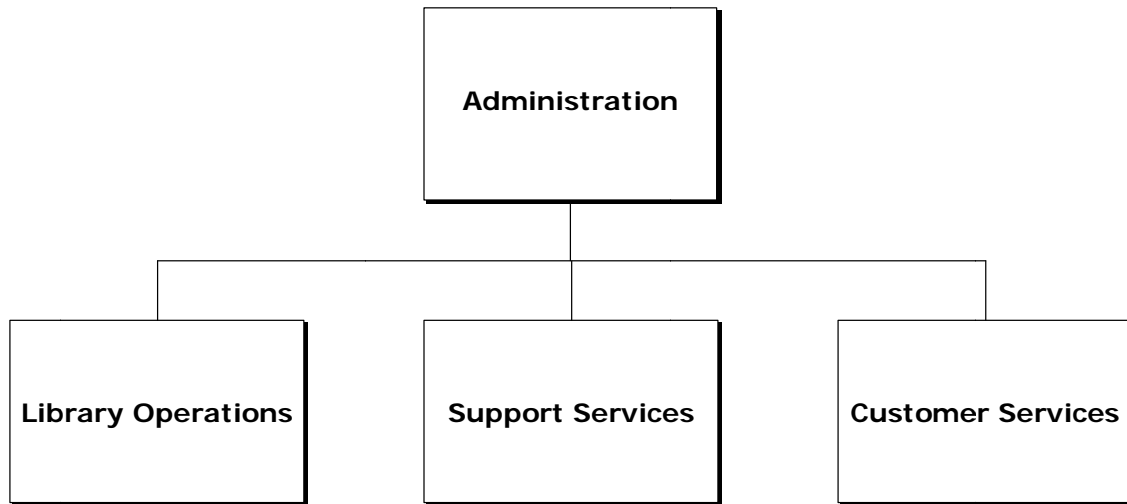 Administration
Library Operations
Support Services
Customer Services